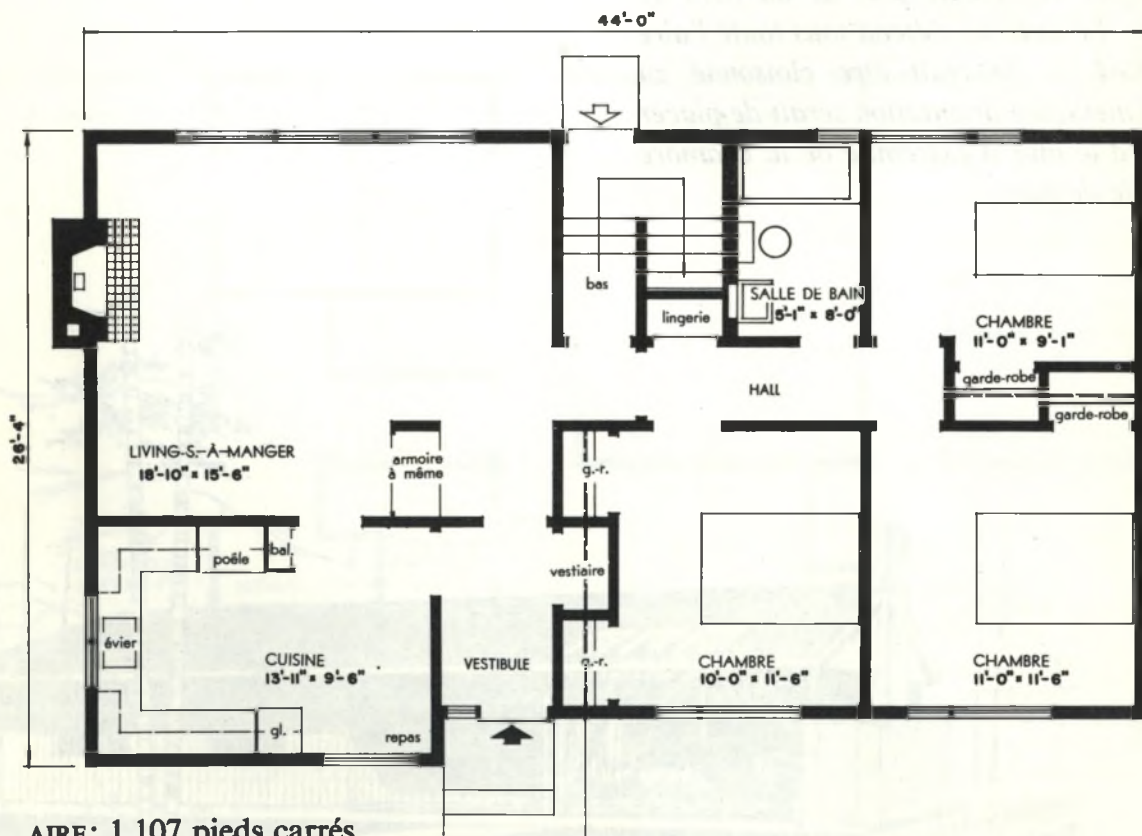 44'-0"
26'-4"
bas
lingerie
SALLE DE BAIN
5'-1" × 8'-0"
CHAMBRE
11'-0" × 9'-1"
garde-robe
garde-robe
HALL
LIVING-S.-À-MANGER
18'-10" × 15'-6"
armoire
à même
g.-r.
poêle
bal.
vestiaire
évier
CUISINE
13'-11" × 9'-6"
VESTIBULE
g.-r.
CHAMBRE
10'-0" × 11'-6"
CHAMBRE
11'-0" × 11'-6"
gl.
repas
AIRE: 1,107 pieds carrés